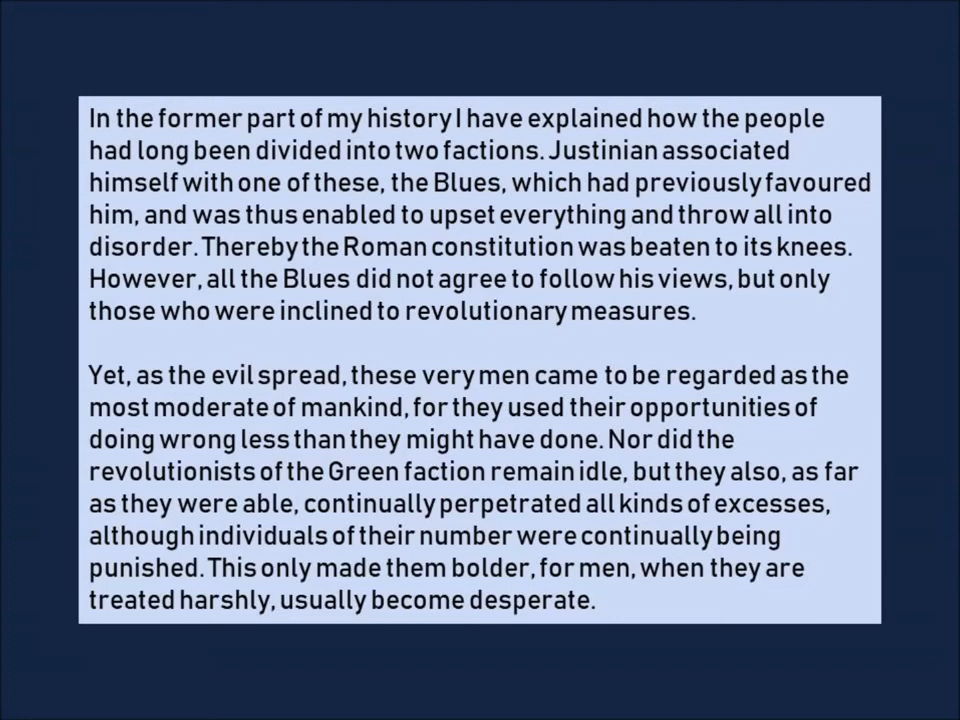 In the former part of my history I have explained how the people
had long been divided into two factions. Justinian associated
himself with one of these, the Blues, which had previously favoured
him, and was thus enabled to upset everything and throw all into
disorder. Thereby the Roman constitution was beaten to its knees.
However, all the Blues did not agree to follow his views, but only
those who were inclined to revolutionary measures.
Yet, as the evil spread, these very men came to be regarded as the
most moderate of mankind, for they used their opportunities of
doing wrong less than they might have done. Nor did the
revolutionists of the Green faction remain idle, but they also, as far
as they were able, continually perpetrated all kinds of excesses,
although individuals of their number were continually being
punished. This only made them bolder, for men, when they are
treated harshly, usually become desperate.